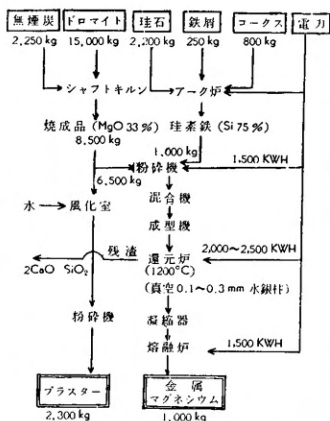 無煙炭 ドロマイト 珪石 鉄屑 コークス 電力
2,250 kg 15,000 kg 2,200 kg 250 kg 800 kg
シャフトキルン アーク炉
焼成品 (MgO 33%) 珪素鉄 (Si 75%)
8,500 kg 1,000 kg
粉砕機 1,500 KWH
6,500 kg
混合機
水 風化室
成型機
残渣 2,000~2,500 KWH
還元炉
2CaO SiO₂ (1200°C)
(真空 0.1~0.3 mm 水銀柱)
粉砕機 凝縮器
1,500 KWH
熔融炉
プラスター 金属
マグネシウム
2,300 kg 1,000 kg